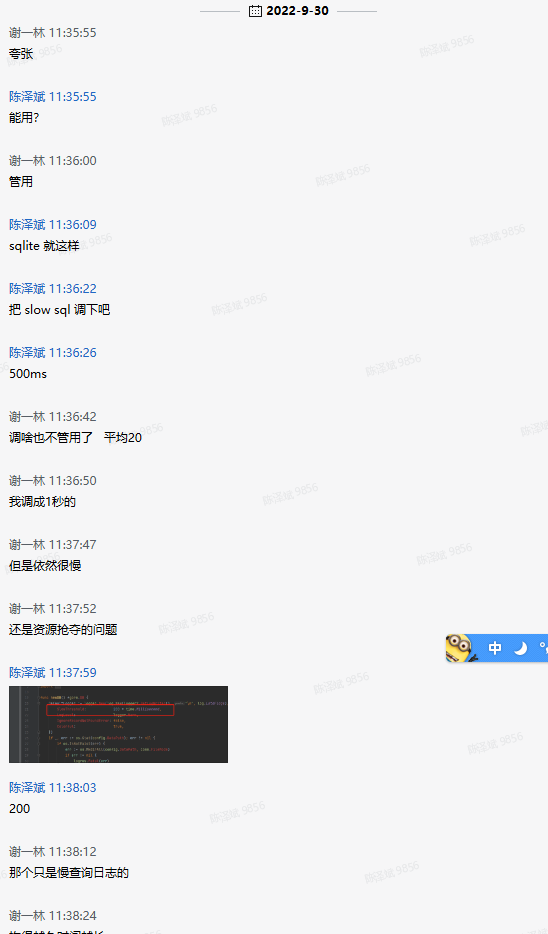 2022-9-30
谢一林 11:35:55
夸张
陈泽斌 11:35:55
能用?
谢一林 11:36:00
管用
陈泽斌 11:36:09
sqlite 就这样
陈泽斌 11:36:22
把 slow sql 调下吧
陈泽斌 11:36:26
500ms
谢一林 11:36:42
调啥也不管用了 平均20
谢一林 11:36:50
我调成1秒的
谢一林 11:37:47
但是依然很慢
谢一林 11:37:52
还是资源抢夺的问题
中
陈泽斌 11:37:59
陈泽斌 11:38:03
200
谢一林 11:38:12
那个只是慢查询日志的
谢一林 11:38:24
陈泽斌 9856